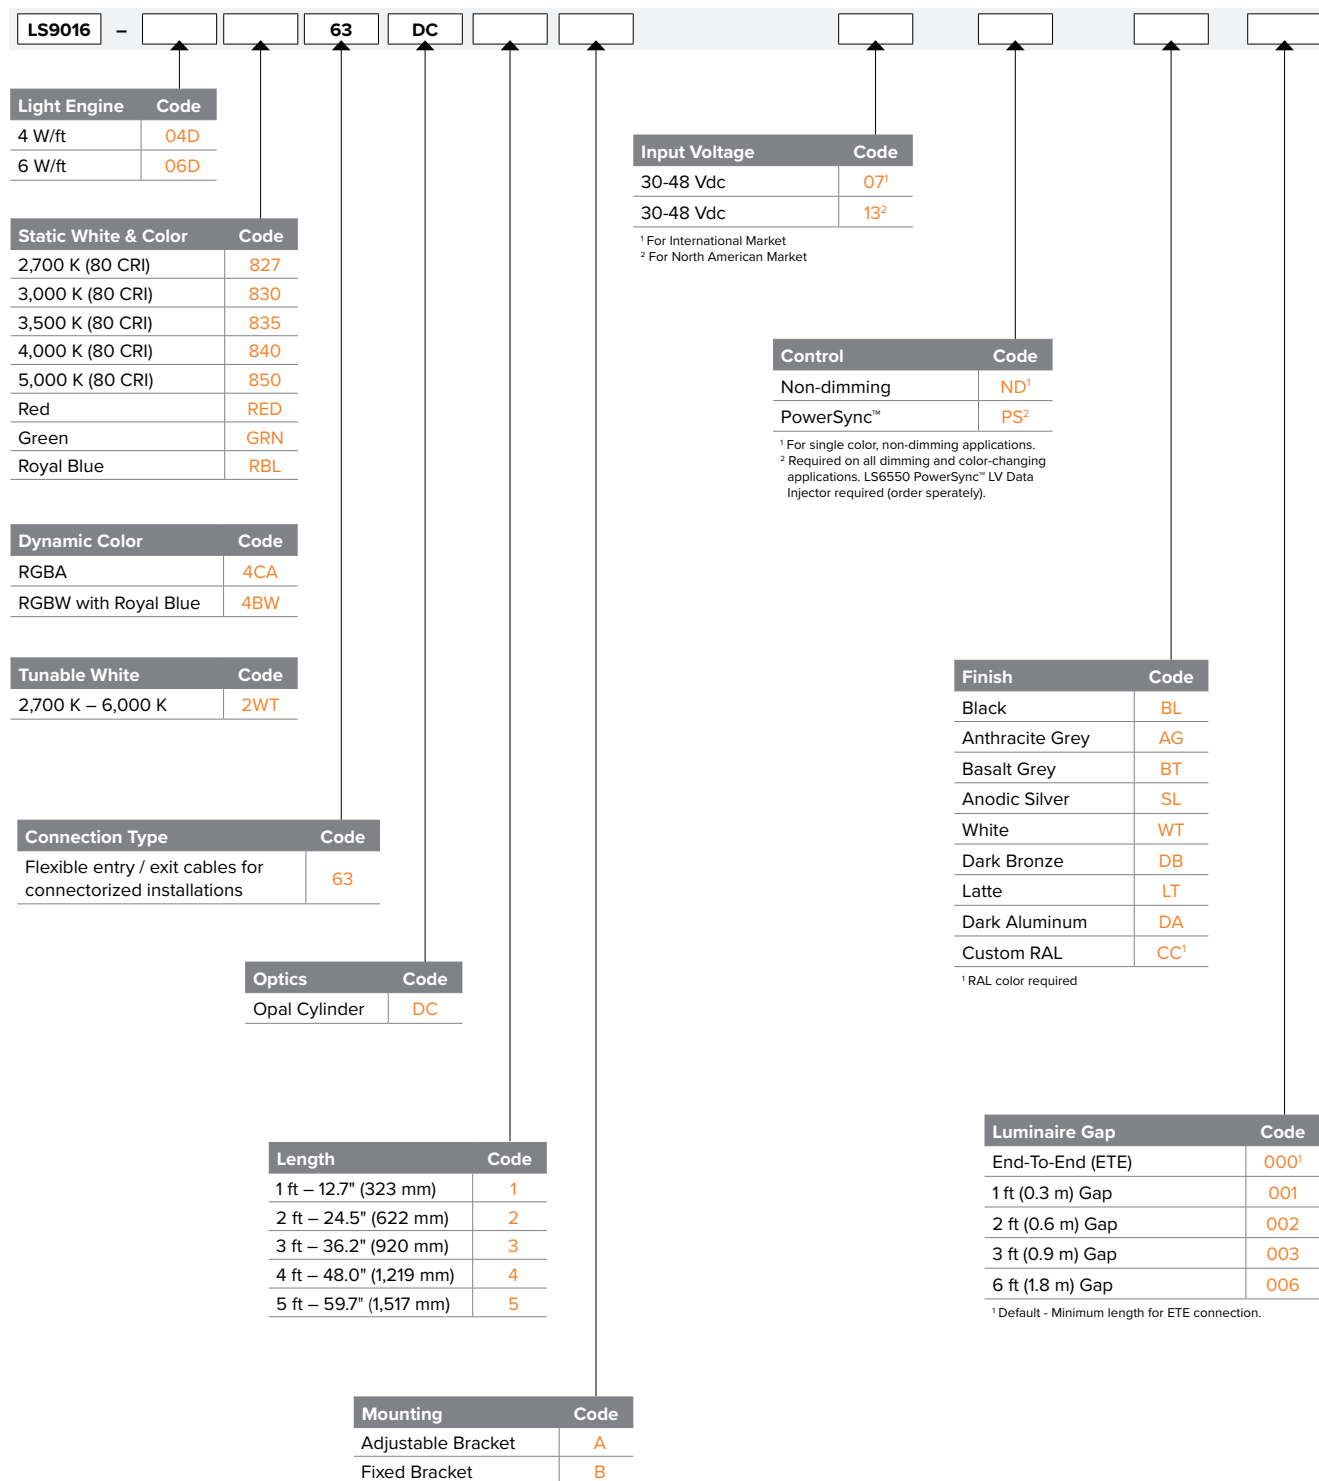 LS9016 – 63 DC
Light Engine Code
4 W/ft 04D
6 W/ft 06D
Input Voltage Code
30-48 Vdc 07¹
30-48 Vdc 13²
¹ For International Market
² For North American Market
Static White & Color Code
2,700 K (80 CRI) 827
3,000 K (80 CRI) 830
3,500 K (80 CRI) 835
4,000 K (80 CRI) 840
5,000 K (80 CRI) 850
Red RED
Green GRN
Royal Blue RBL
Control Code
Non-dimming ND¹
PowerSync™ PS²
¹ For single color, non-dimming applications.
² Required on all dimming and color-changing
applications. LS6550 PowerSync™ LV Data
Injector required (order sperately).
Dynamic Color Code
RGBA 4CA
RGBW with Royal Blue 4BW
Tunable White Code
2,700 K – 6,000 K 2WT
Finish Code
Black BL
Anthracite Grey AG
Basalt Grey BT
Anodic Silver SL
White WT
Dark Bronze DB
Latte LT
Dark Aluminum DA
Custom RAL CC¹
¹ RAL color required
Connection Type Code
Flexible entry / exit cables for
connectorized installations 63
Optics Code
Opal Cylinder DC
Length Code
1 ft – 12.7" (323 mm) 1
2 ft – 24.5" (622 mm) 2
3 ft – 36.2" (920 mm) 3
4 ft – 48.0" (1,219 mm) 4
5 ft – 59.7" (1,517 mm) 5
Luminaire Gap Code
End-To-End (ETE) 000¹
1 ft (0.3 m) Gap 001
2 ft (0.6 m) Gap 002
3 ft (0.9 m) Gap 003
6 ft (1.8 m) Gap 006
¹ Default - Minimum length for ETE connection.
Mounting Code
Adjustable Bracket A
Fixed Bracket B